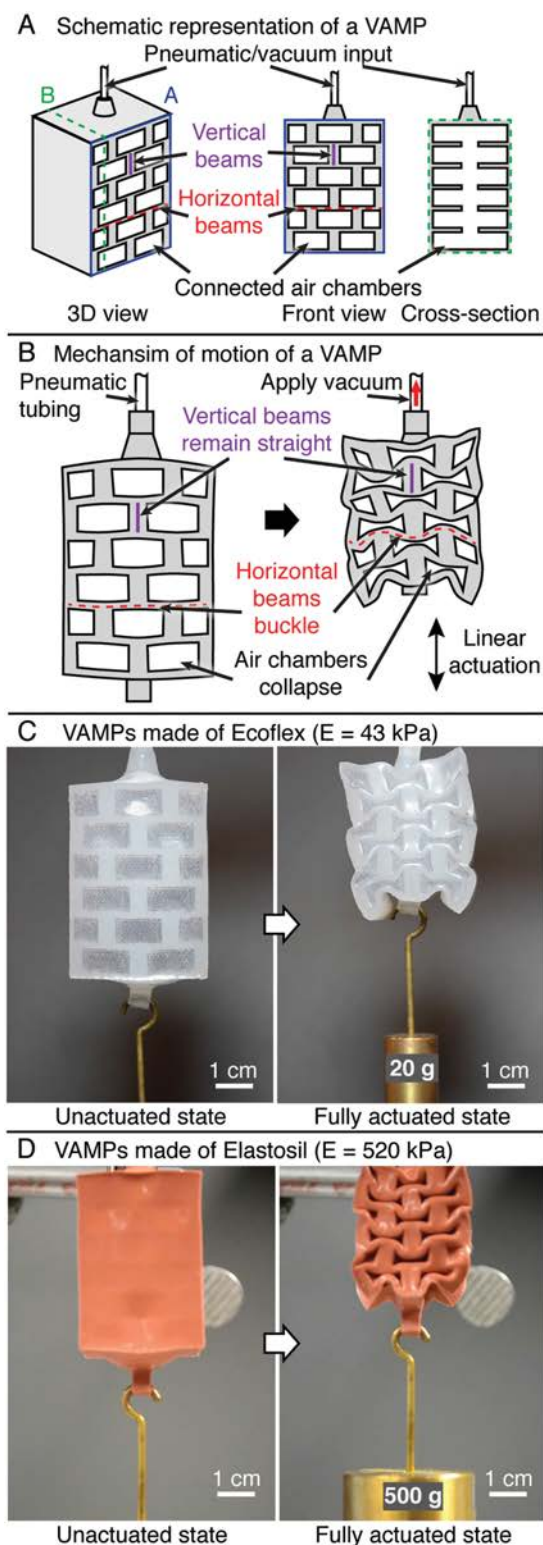 A Schematic representation of a VAMP
Pneumatic/vacuum input
B
A
Vertical
beams
Horizontal
beams
Connected air chambers
3D view
Front view
Cross-section
B Mechansim of motion of a VAMP
Pneumatic
tubing
Apply vacuum
Vertical beams
remain straight
Horizontal
beams
buckle
Air chambers
collapse
Linear
actuation
C VAMPs made of Ecoflex (E = 43 kPa)
1 cm
20 g
1 cm
Unactuated state
Fully actuated state
D VAMPs made of Elastosil (E = 520 kPa)
1 cm
500 g
1 cm
Unactuated state
Fully actuated state